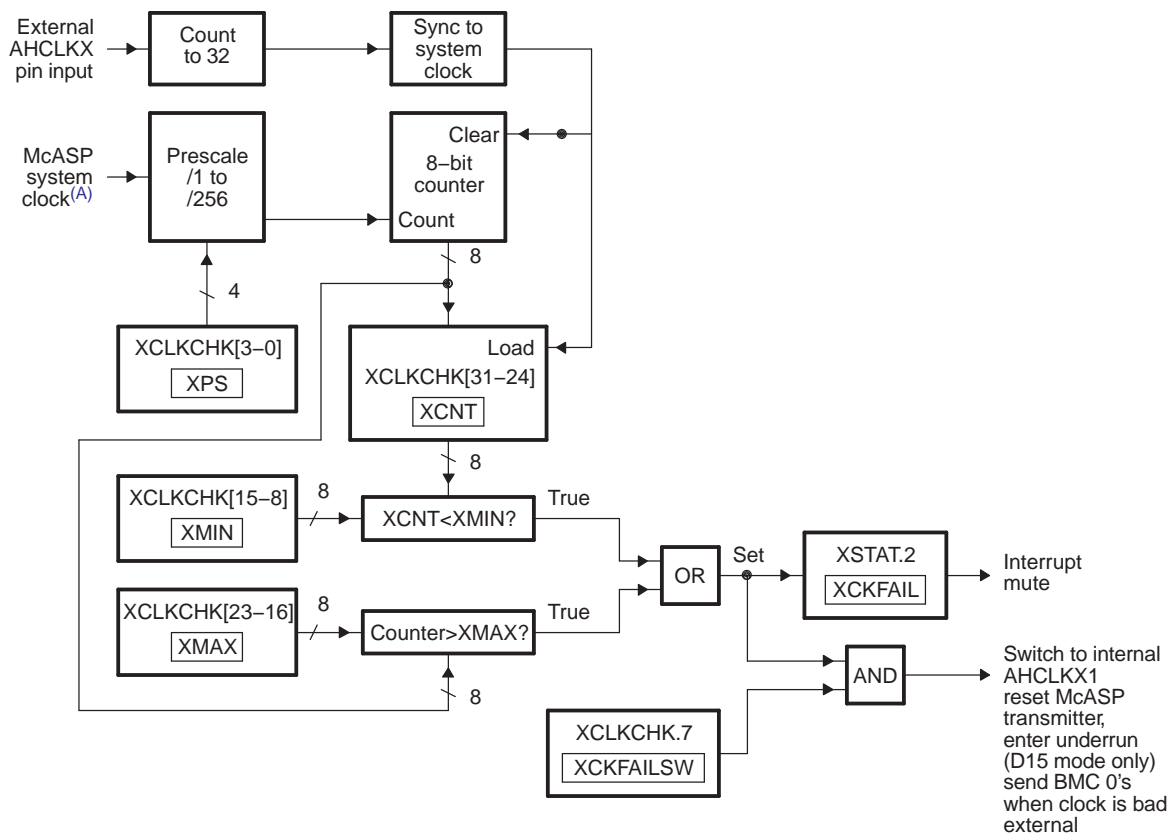 External
AHCLKX
pin input
Count
to 32
Sync to
system
clock
McASP
system
clock(A)
Prescale
/1 to
/256
Clear
8–bit
counter
Count
8
4
XCLKCHK[3–0]
XPS
Load
XCLKCHK[31–24]
XCNT
8
XCLKCHK[15–8]
XMIN
8
XCNT<XMIN?
True
XCLKCHK[23–16]
XMAX
8
Counter>XMAX?
True
8
OR
Set
XSTAT.2
XCKFAIL
Interrupt
mute
AND
XCLKCHK.7
XCKFAILSW
Switch to internal
AHCLKX1
reset McASP
transmitter,
enter underrun
(D15 mode only)
send BMC 0's
when clock is bad
external